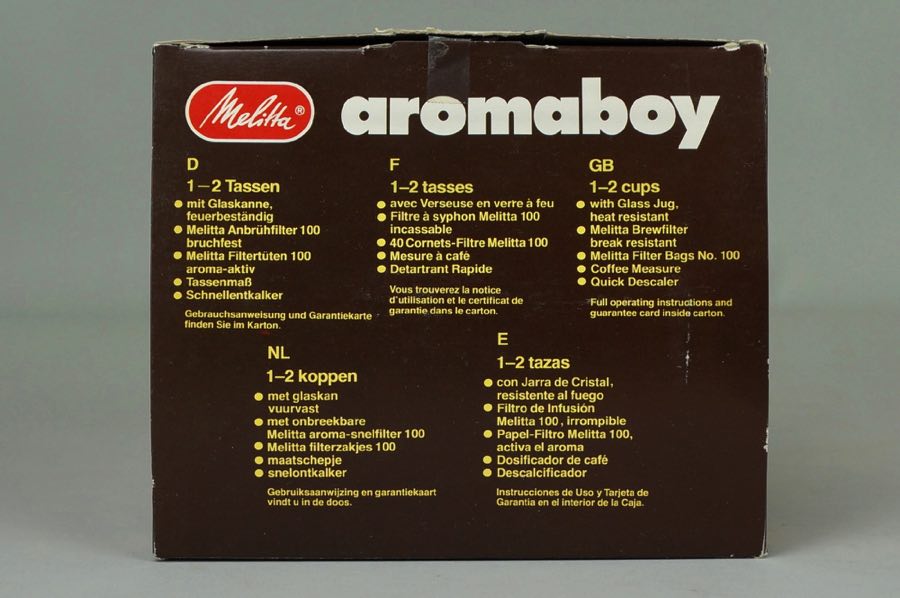 Melitta® aromaboy
D
1–2 Tassen
● mit Glaskanne,
feuerbeständig
● Melitta Anbrühfilter 100
bruchfest
● Melitta Filtertüten 100
aroma-aktiv
● Tassenmaß
● Schnellentkalker
Gebrauchsanweisung und Garantiekarte
finden Sie im Karton.
F
1–2 tasses
● avec Verseuse en verre à feu
● Filtre à syphon Melitta 100
incassable
● 40 Cornets-Filtre Melitta 100
● Mesure à café
● Detartrant Rapide
Vous trouverez la notice
d'utilisation et le certificat de
garantie dans le carton.
GB
1–2 cups
● with Glass Jug,
heat resistant
● Melitta Brewfilter
break resistant
● Melitta Filter Bags No. 100
● Coffee Measure
● Quick Descaler
Full operating instructions and
guarantee card inside carton.
NL
1–2 koppen
● met glaskan
vuurvast
● met onbreekbare
Melitta aroma-snelfilter 100
● Melitta filterzakjes 100
● maatschepje
● snelontkalker
Gebruiksaanwijzing en garantiekaart
vindt u in de doos.
E
1–2 tazas
● con Jarra de Cristal,
resistente al fuego
● Filtro de Infusión
Melitta 100, irrompible
● Papel-Filtro Melitta 100,
activa el aroma
● Dosificador de café
● Descalcificador
Instrucciones de Uso y Tarjeta de
Garantia en el interior de la Caja.